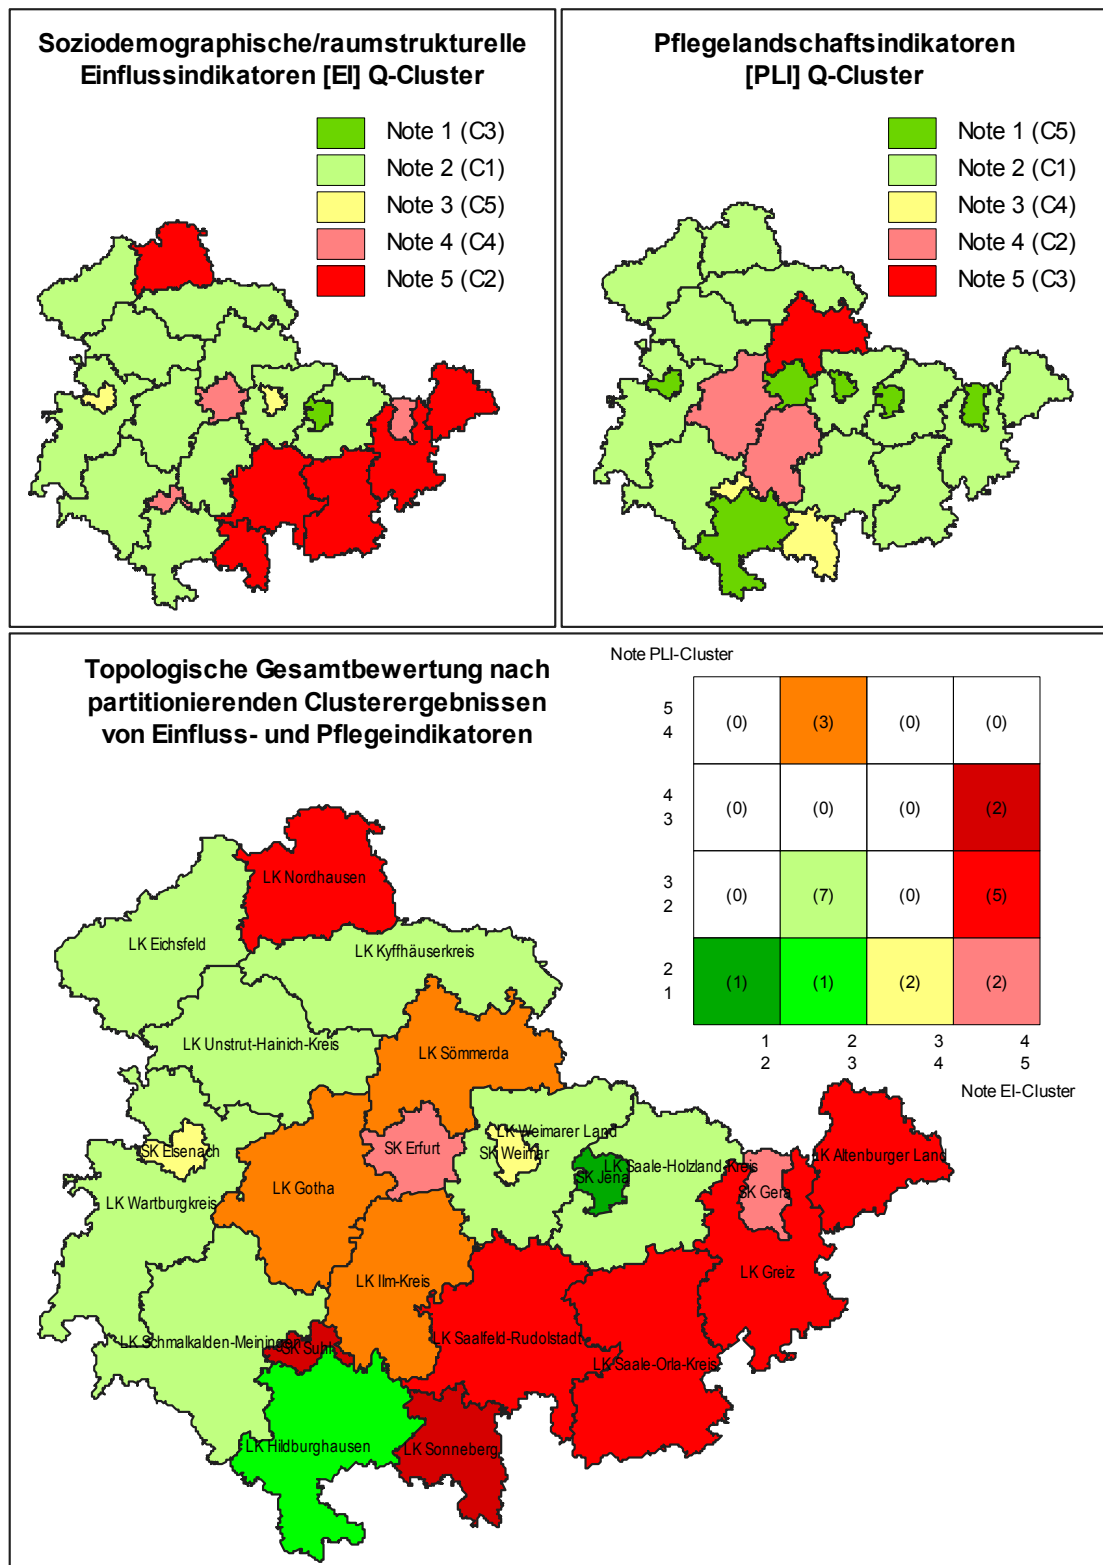 Soziodemographische/raumstrukturelle
Einflussindikatoren [EI] Q-Cluster
Note 1 (C3)
Note 2 (C1)
Note 3 (C5)
Note 4 (C4)
Note 5 (C2)
Pflegelandschaftsindikatoren
[PLI] Q-Cluster
Note 1 (C5)
Note 2 (C1)
Note 3 (C4)
Note 4 (C2)
Note 5 (C3)
Topologische Gesamtbewertung nach
partitionierenden Clusterergebnissen
von Einfluss- und Pflegeindikatoren
Note PLI-Cluster
5
4
(0) (3) (0) (0)
4
3
(0) (0) (0) (2)
3
2
(0) (7) (0) (5)
2
1
(1) (1) (2) (2)
1 2 3 4
2 3 4 5
Note EI-Cluster
LK Nordhausen
LK Eichsfeld
LK Kyffhäuserkreis
LK Unstrut-Hainich-Kreis
LK Sömmerda
LK Weimarer Land
SK Eisenach
SK Erfurt
SK Weimar
LK Altenburger Land
LK Saale-Holzland-Kreis
SK Jena
LK Gotha
SK Gera
LK Wartburgkreis
LK Greiz
LK Ilm-Kreis
LK Schmalkalden-Meiningen
SK Suhl
LK Saalfeld-Rudolstadt
LK Saale-Orla-Kreis
LK Hildburghausen
LK Sonneberg